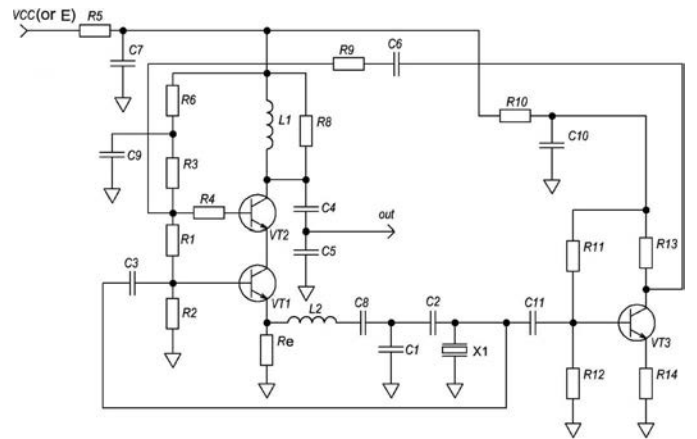 VCC(or E)
R5
C7
R9
C6
R6
L1
R8
R10
C10
C9
R3
R4
C4
out
VT2
R1
C5
R11
R13
C3
VT1
R2
L2
C8
C2
C11
VT3
Re
C1
X1
R12
R14